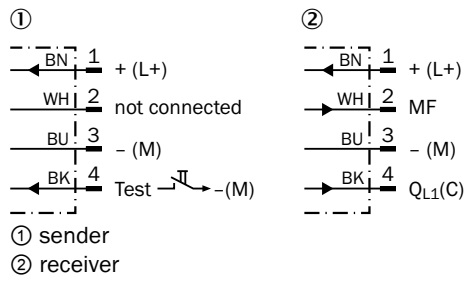 ① ②
BN 1 + (L+) BN 1 + (L+)
WH 2 not connected WH 2 MF
BU 3 – (M) BU 3 – (M)
BK 4 Test –(M) BK 4 QL1(C)
① sender
② receiver